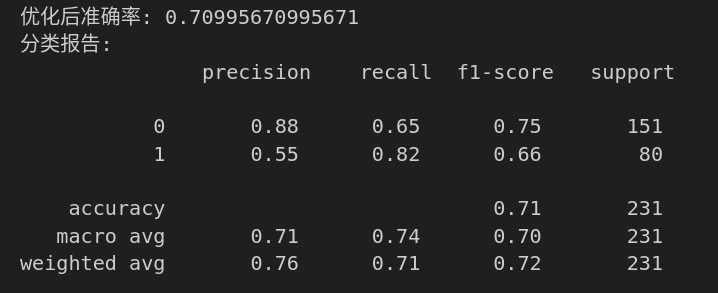 优化后准确率: 0.70995670995671
分类报告:
precision recall f1-score support
0 0.88 0.65 0.75 151
1 0.55 0.82 0.66 80
accuracy 0.71 231
macro avg 0.71 0.74 0.70 231
weighted avg 0.76 0.71 0.72 231